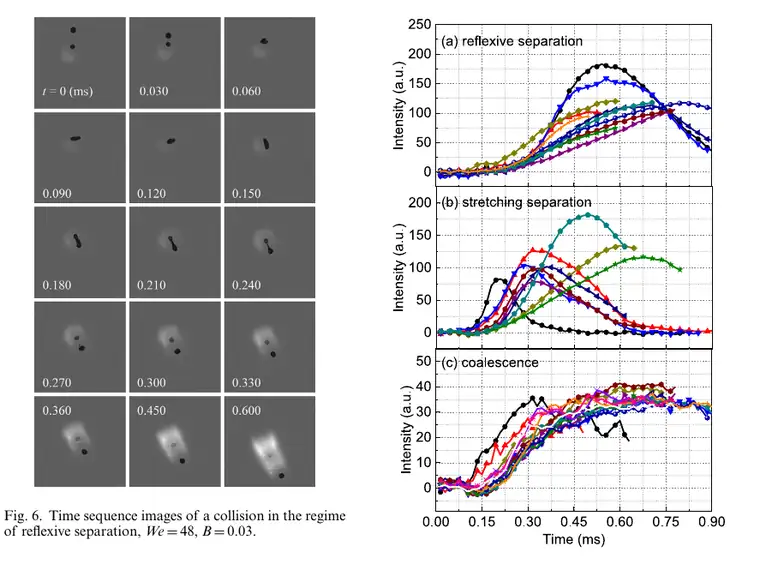 t = 0 (ms)
0.030
0.060
0.090
0.120
0.150
0.180
0.210
0.240
0.270
0.300
0.330
0.360
0.450
0.600
Fig. 6. Time sequence images of a collision in the regime
of reflexive separation, We = 48, B = 0.03.
250
200
150
100
50
0
Intensity (a.u.)
(a) reflexive separation
200
150
100
50
0
Intensity (a.u.)
(b) stretching separation
50
40
30
20
10
0
Intensity (a.u.)
(c) coalescence
0.00 0.15 0.30 0.45 0.60 0.75 0.90
Time (ms)